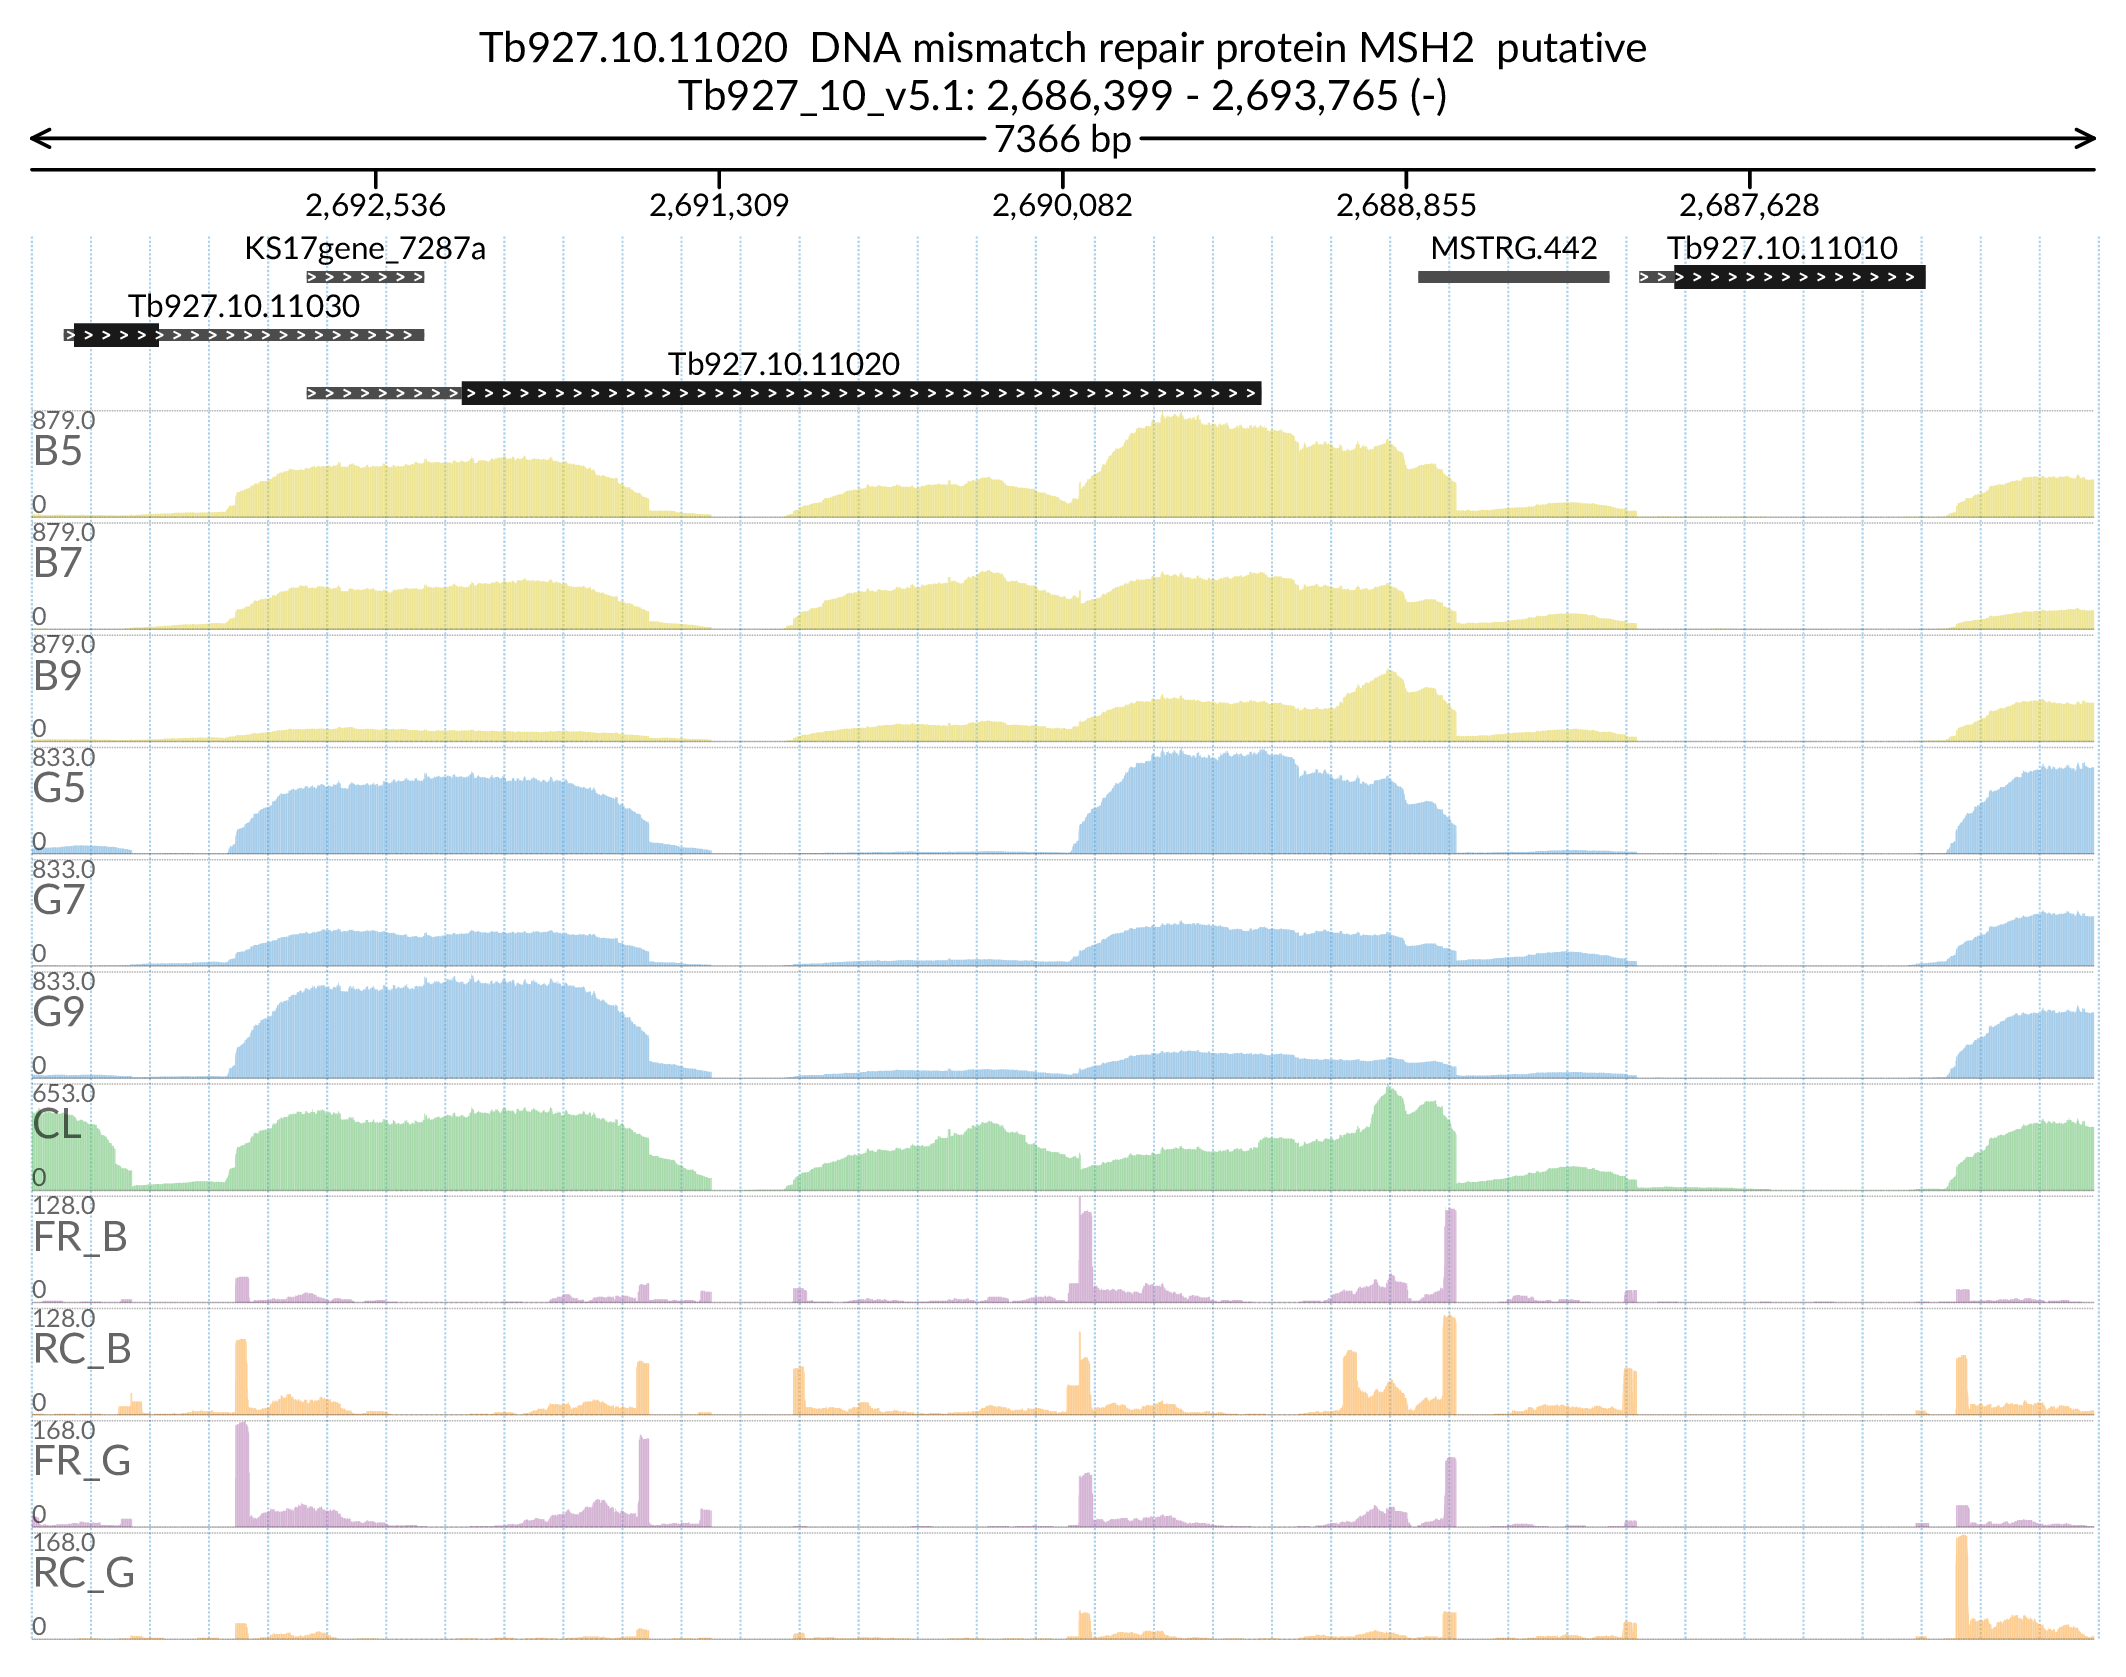 Tb927.10.11020  DNA mismatch repair protein MSH2  putative
Tb927_10_v5.1: 2,686,399 - 2,693,765 (-)
7366 bp
2,692,536 2,691,309 2,690,082 2,688,855 2,687,628
KS17gene_7287a MSTRG.442 Tb927.10.11010
Tb927.10.11030
Tb927.10.11020
879.0
B5
0
879.0
B7
0
879.0
B9
0
833.0
G5
0
833.0
G7
0
833.0
G9
0
653.0
CL
0
128.0
FR_B
0
128.0
RC_B
0
168.0
FR_G
0
168.0
RC_G
0